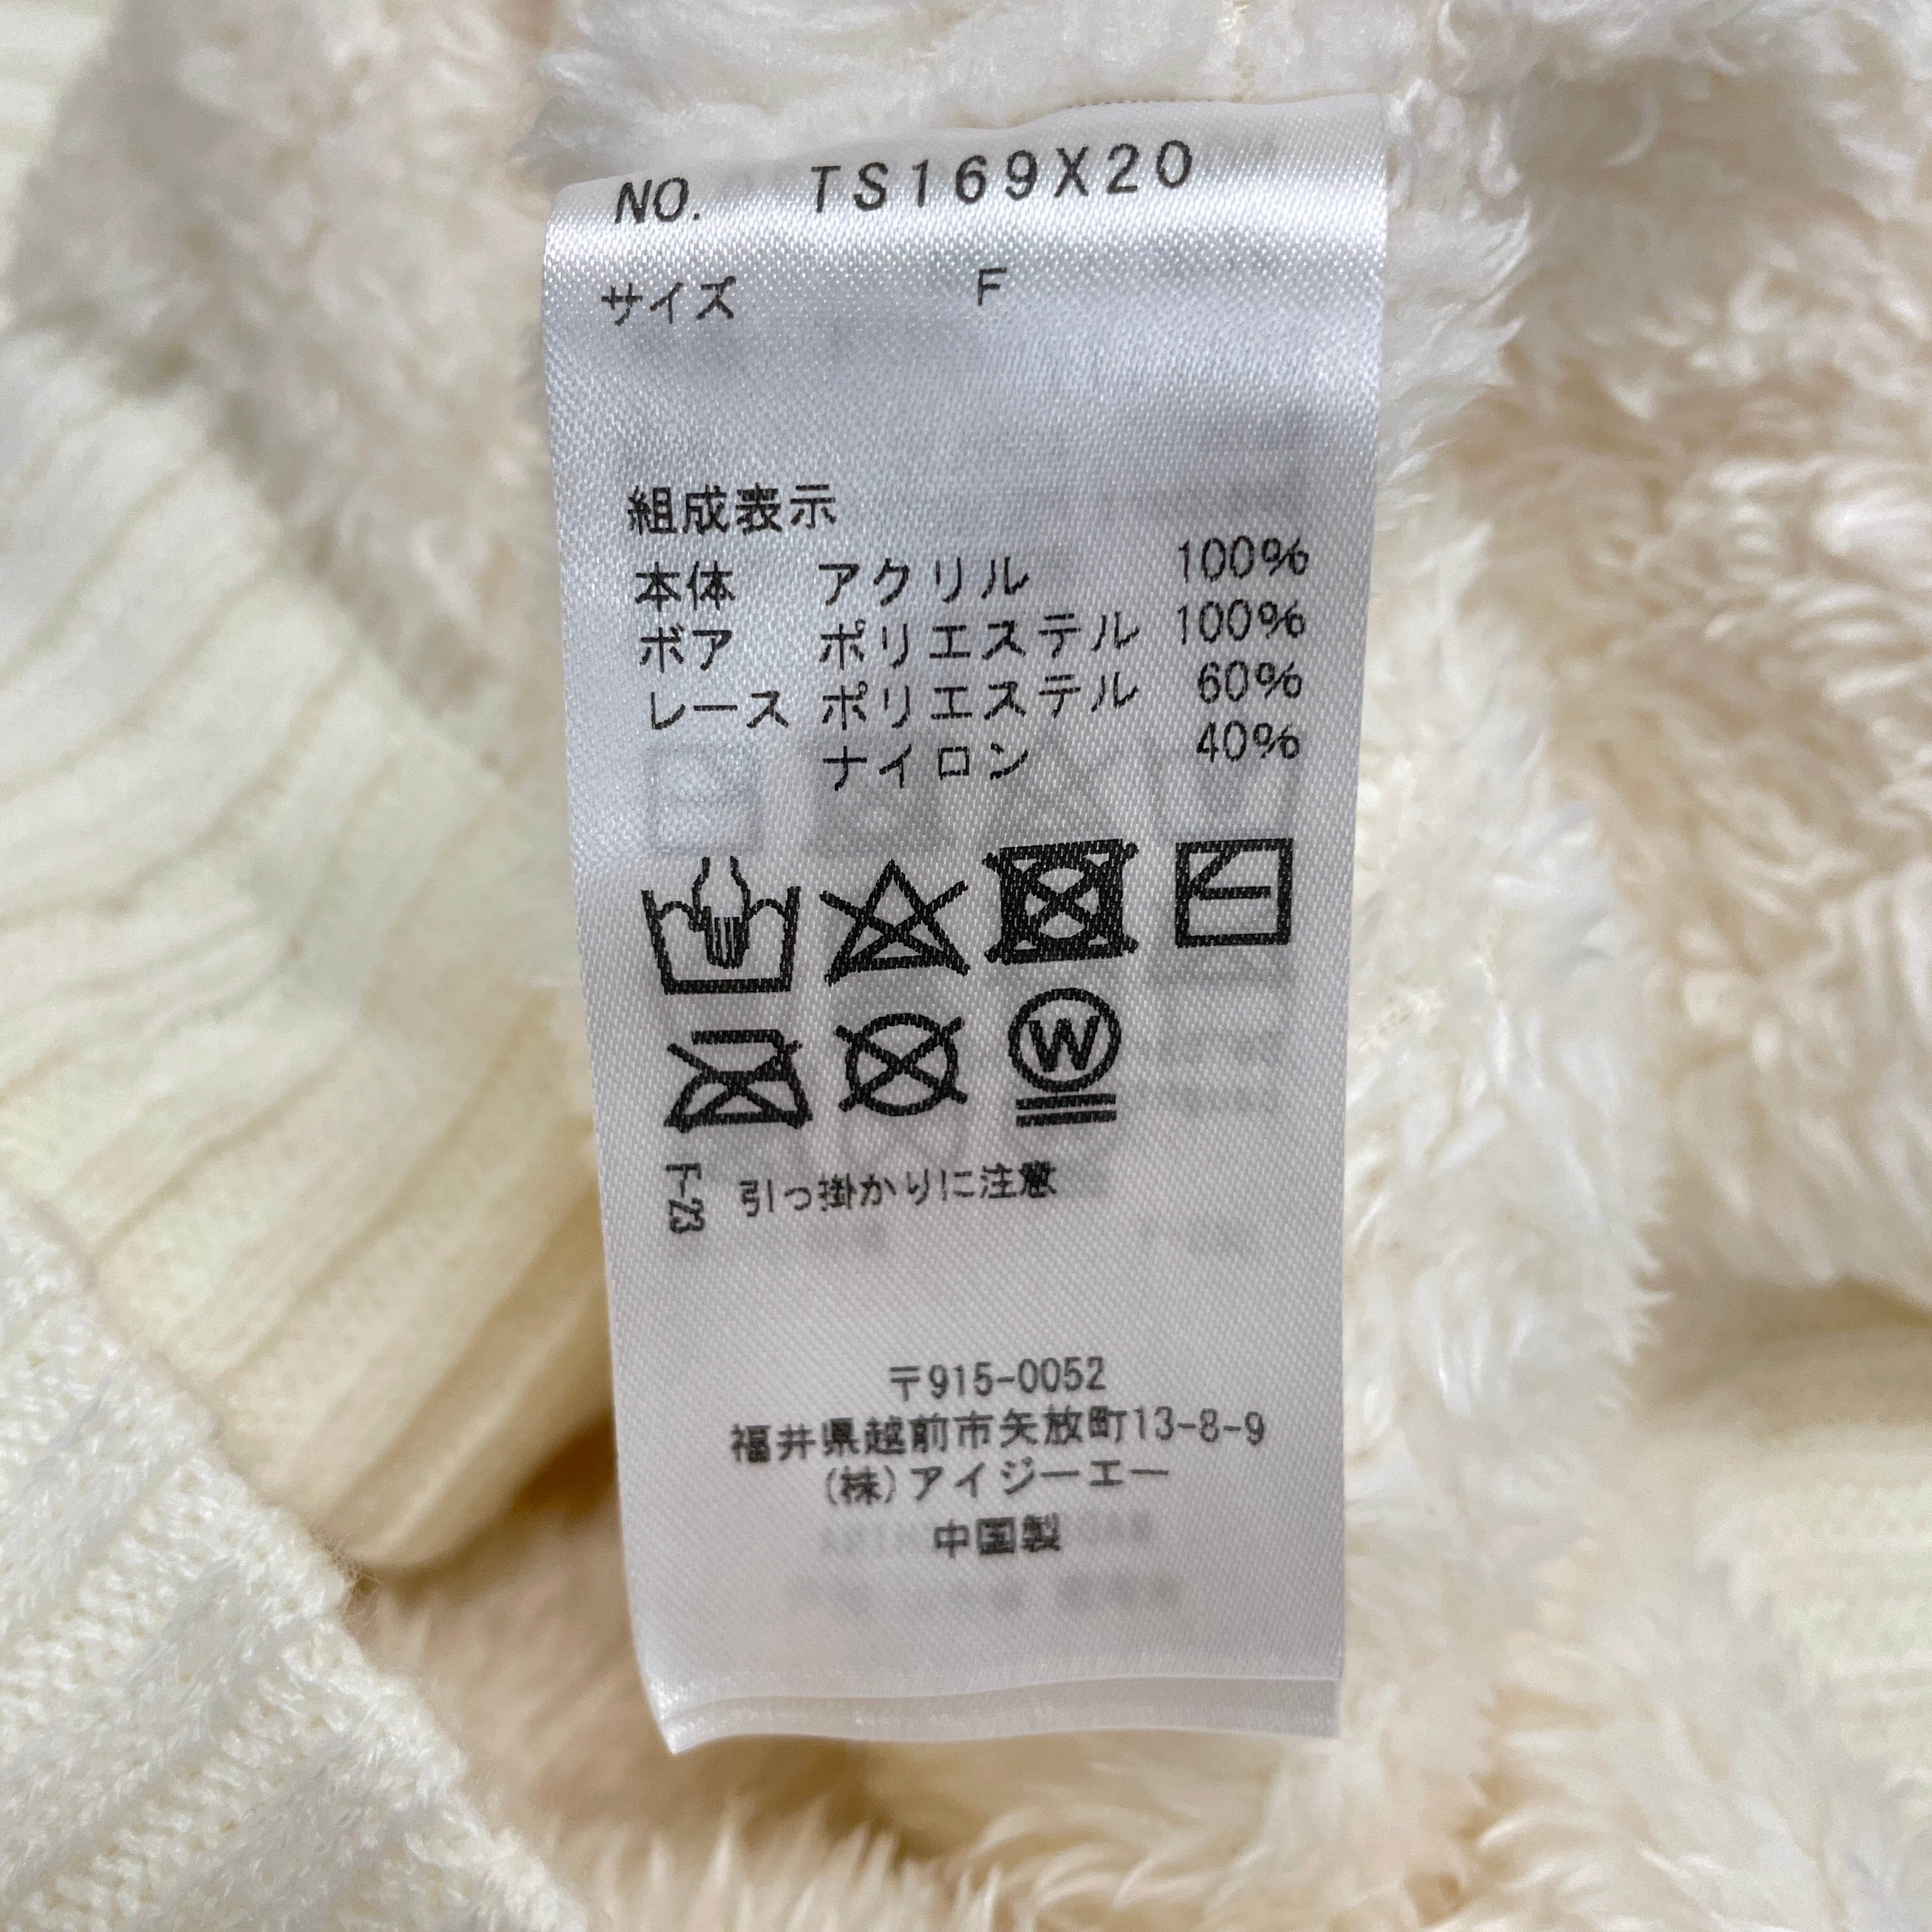 NO. TS169X20
サイズ F
組成表示
本体 アクリル 100%
ボア ポリエステル 100%
レース ポリエステル 60%
ナイロン 40%
W
F-23 引っ掛かりに注意
〒915-0052
福井県越前市矢放町13-8-9
(株)アイジーエー
中国製